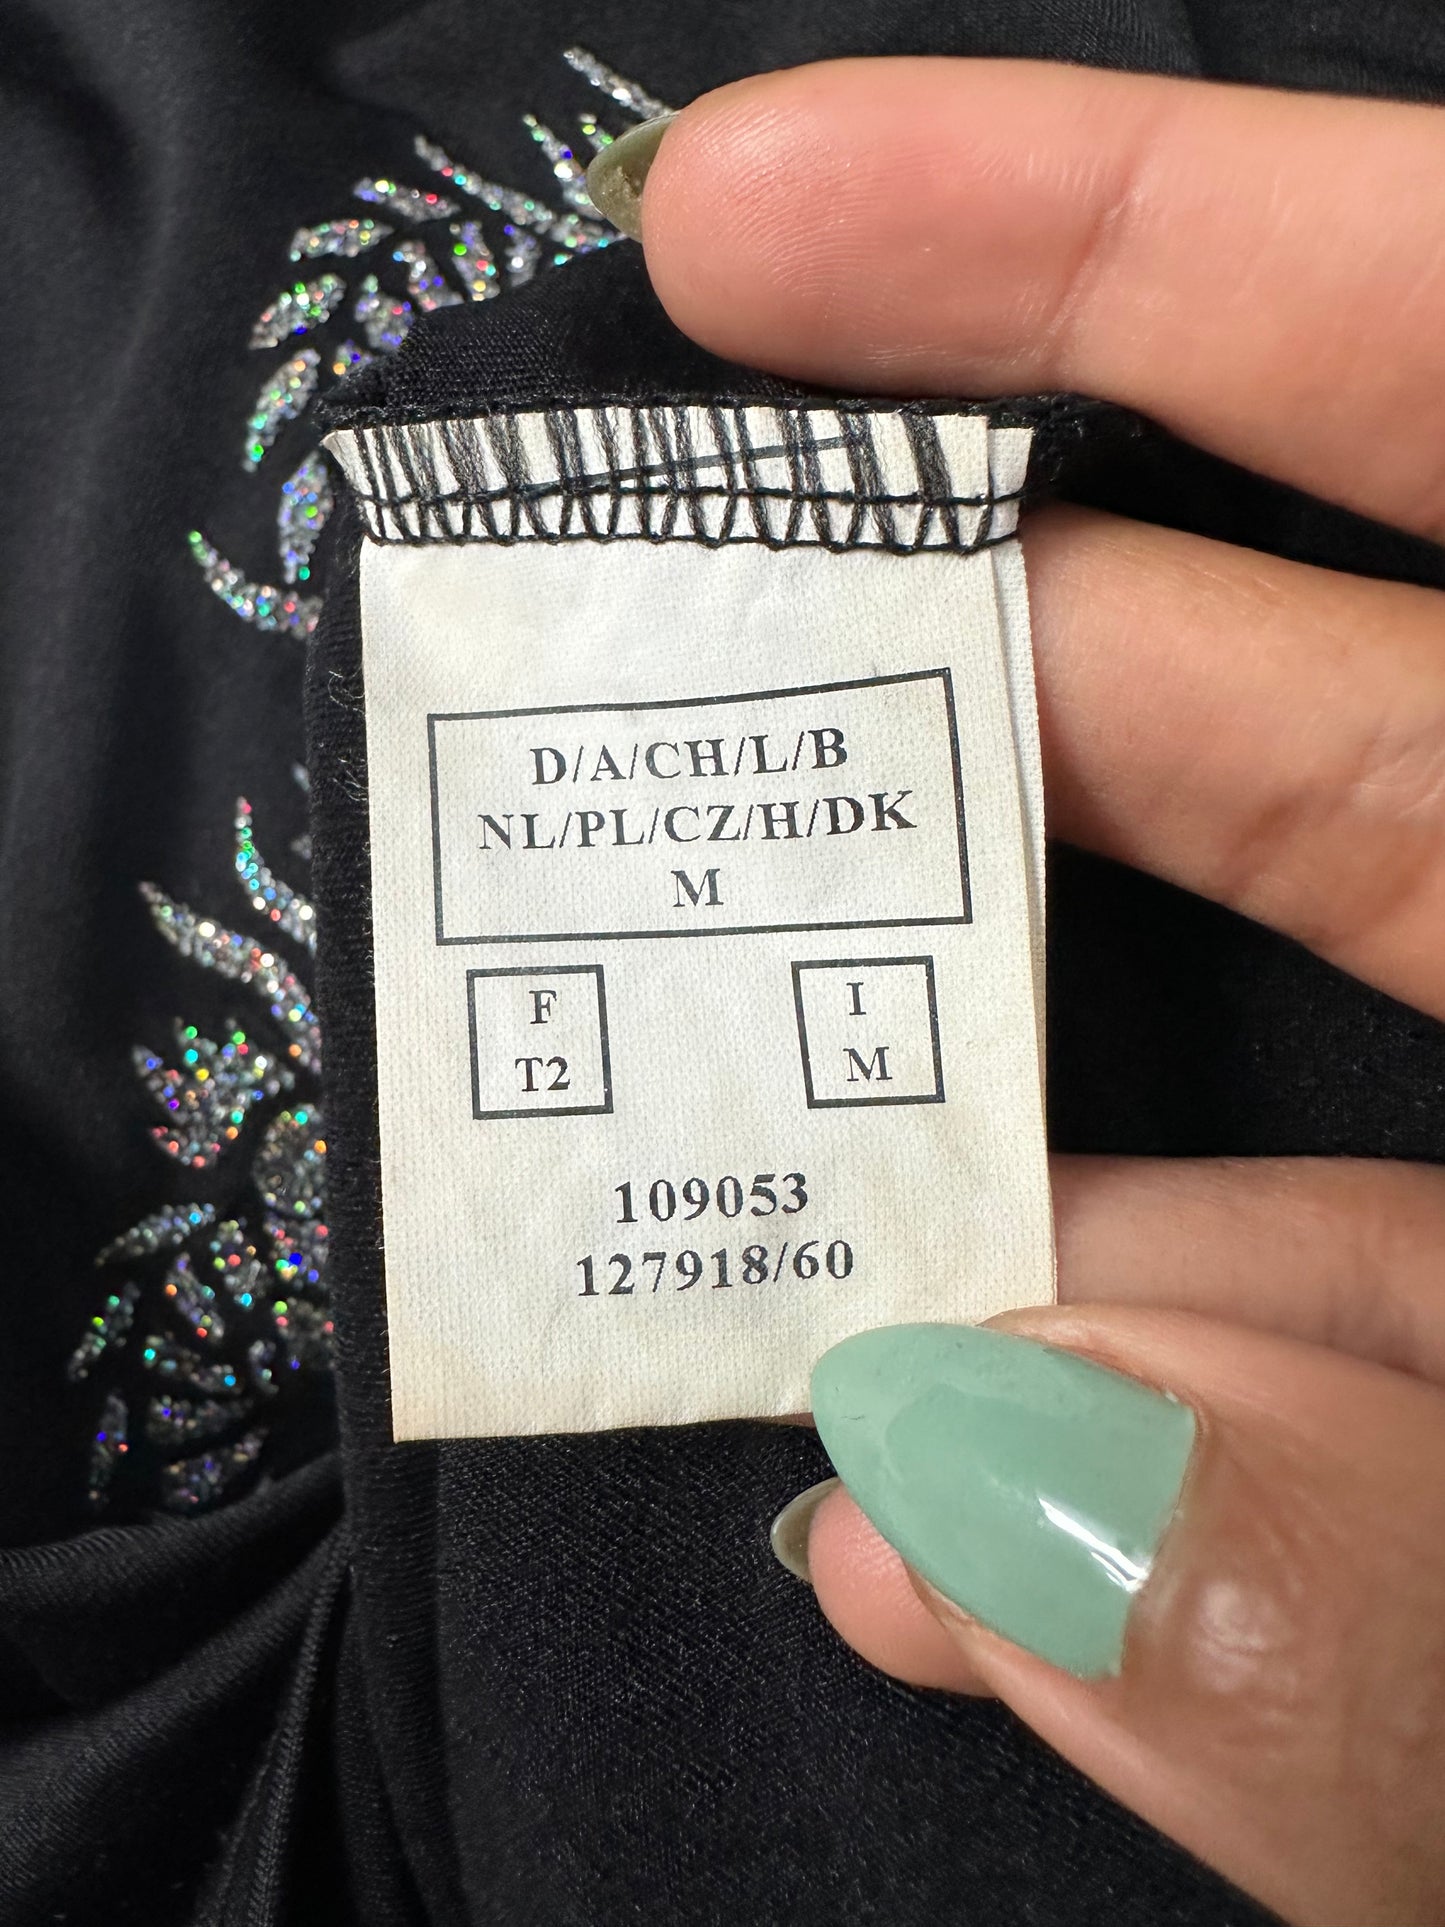 D/A/CH/L/B
NL/PL/CZ/H/DK
M
F
T2
I
M
109053
127918/60